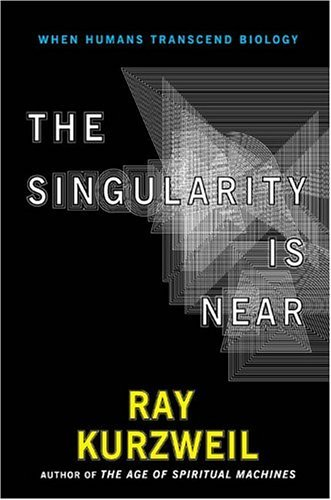 WHEN HUMANS TRANSCEND BIOLOGY
THE
SINGULARITY
IS
NEAR
RAY
KURZWEIL
AUTHOR OF THE AGE OF SPIRITUAL MACHINES